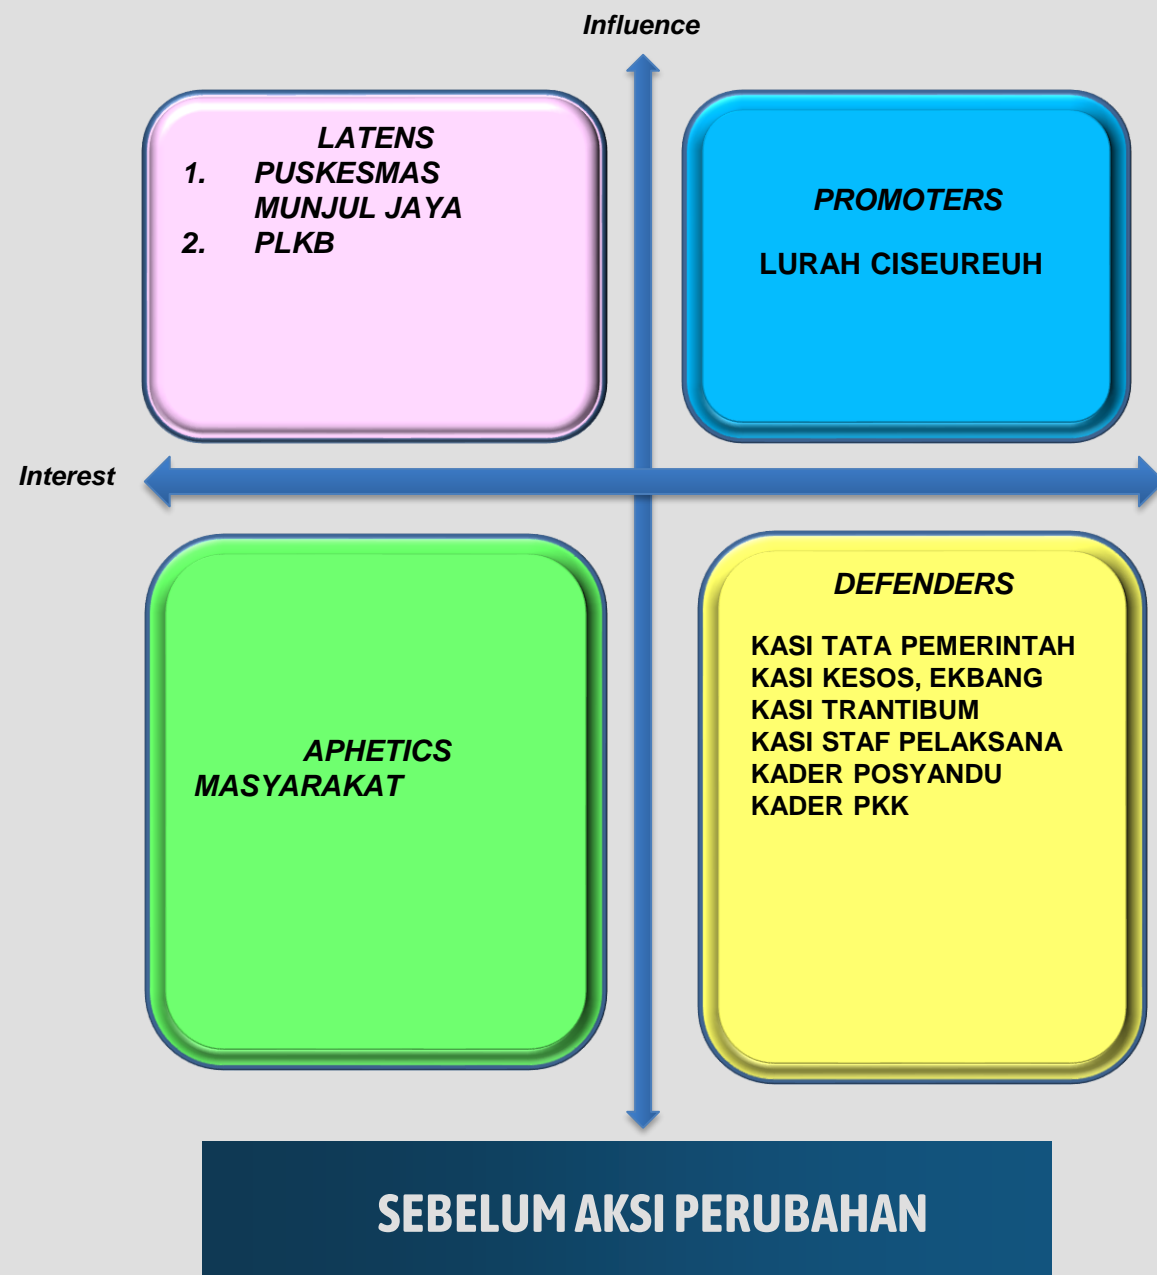 Influence
LATENS
1. PUSKESMAS
MUNJUL JAYA
2. PLKB
PROMOTERS
LURAH CISEUREUH
Interest
APHETICS
MASYARAKAT
DEFENDERS
KASI TATA PEMERINTAH
KASI KESOS, EKBANG
KASI TRANTIBUM
KASI STAF PELAKSANA
KADER POSYANDU
KADER PKK
SEBELUM AKSI PERUBAHAN